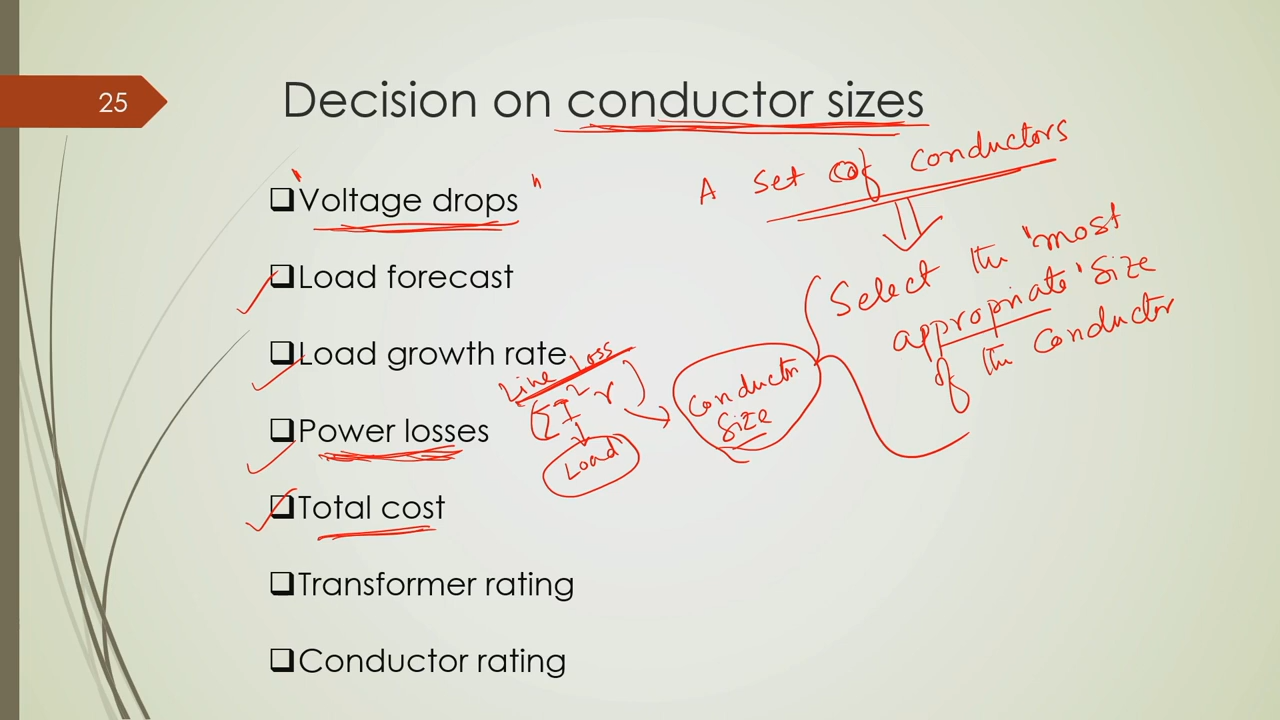 25
Decision on conductor sizes
❑Voltage drops
❑Load forecast
❑Load growth rate
❑Power losses
❑Total cost
❑Transformer rating
❑Conductor rating
A set of conductors
Select the 'most
appropriate' size
of the conductor
Line Loss
(∑I²r)
Load
Conductor
Size